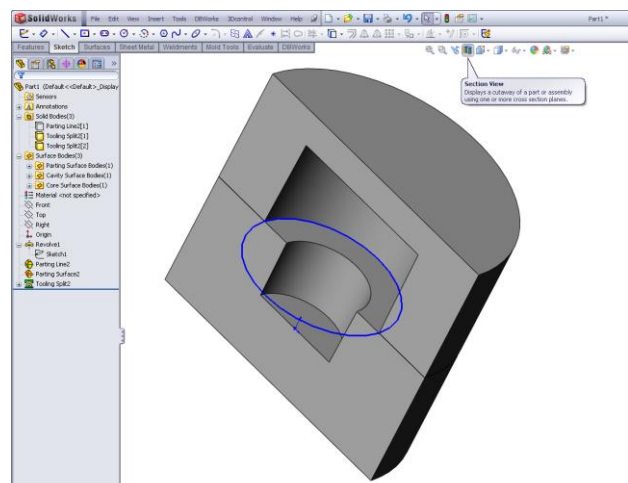 SolidWorks File Edit View Insert Tools DBWorks 3Dcontrol Window Help Part1 *
Features Sketch Surfaces Sheet Metal Weldments Mold Tools Evaluate DBWorks
Section View
Displays a cutaway of a part or assembly
using one or more cross section planes.
Part1 (Default<<Default>_Display
Sensors
Annotations
Solid Bodies(3)
Parting Line2[1]
Tooling Split2[1]
Tooling Split2[2]
Surface Bodies(3)
Parting Surface Bodies(1)
Cavity Surface Bodies(1)
Core Surface Bodies(1)
Material <not specified>
Front
Top
Right
Origin
Revolve1
Sketch1
Parting Line2
Parting Surface2
Tooling Split2